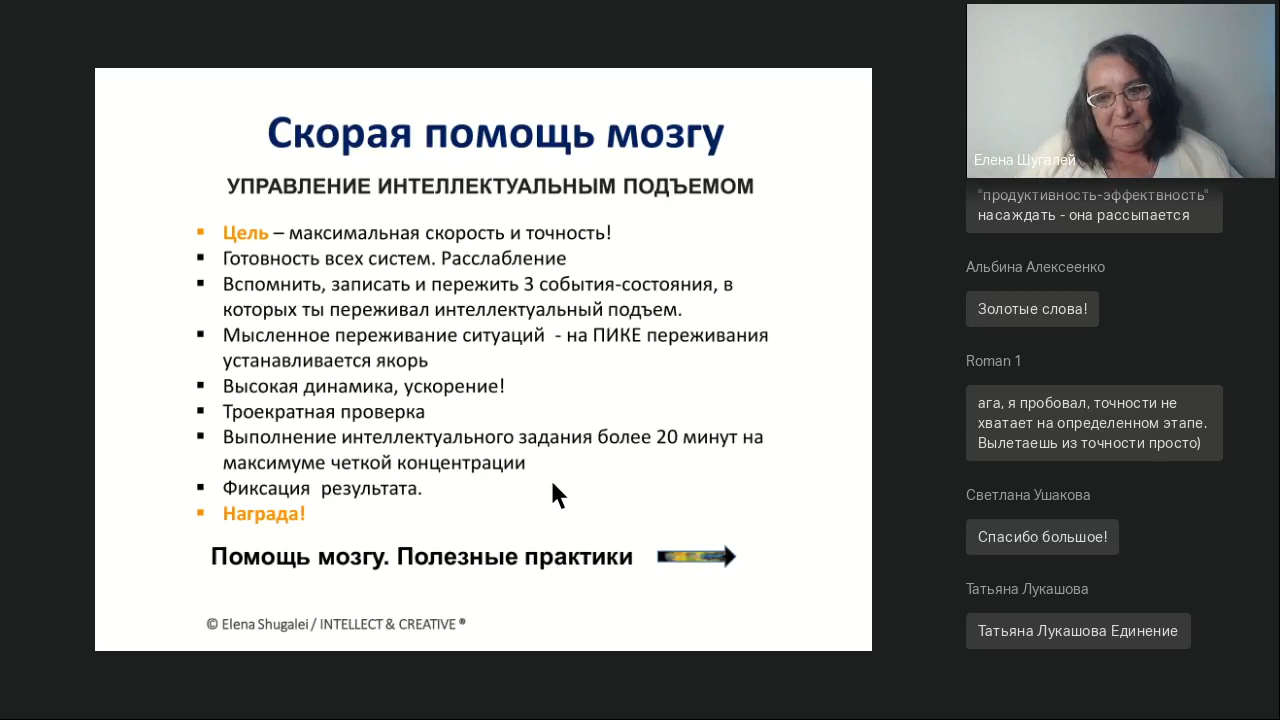 Скорая помощь мозгу
УПРАВЛЕНИЕ ИНТЕЛЛЕКТУАЛЬНЫМ ПОДЪЕМОМ
▪ Цель – максимальная скорость и точность!
▪ Готовность всех систем. Расслабление
▪ Вспомнить, записать и пережить 3 события-состояния, в
которых ты переживал интеллектуальный подъем.
▪ Мысленное переживание ситуаций - на ПИКЕ переживания
устанавливается якорь
▪ Высокая динамика, ускорение!
▪ Троекратная проверка
▪ Выполнение интеллектуального задания более 20 минут на
максимуме четкой концентрации
▪ Фиксация результата.
▪ Награда!
Помощь мозгу. Полезные практики
© Elena Shugalei / INTELLECT & CREATIVE ®
Елена Шугалей
"продуктивность-эффектвность"
насаждать - она рассыпается
Альбина Алексеенко
Золотые слова!
Roman 1
ага, я пробовал, точности не
хватает на определенном этапе.
Вылетаешь из точности просто)
Светлана Ушакова
Спасибо большое!
Татьяна Лукашова
Татьяна Лукашова Единение